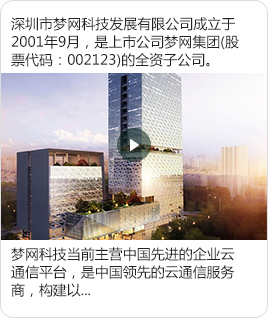 深圳市梦网科技发展有限公司成立于
2001年9月，是上市公司梦网集团(股
票代码：002123)的全资子公司。
梦网科技当前主营中国先进的企业云
通信平台，是中国领先的云通信服务
商，构建以...